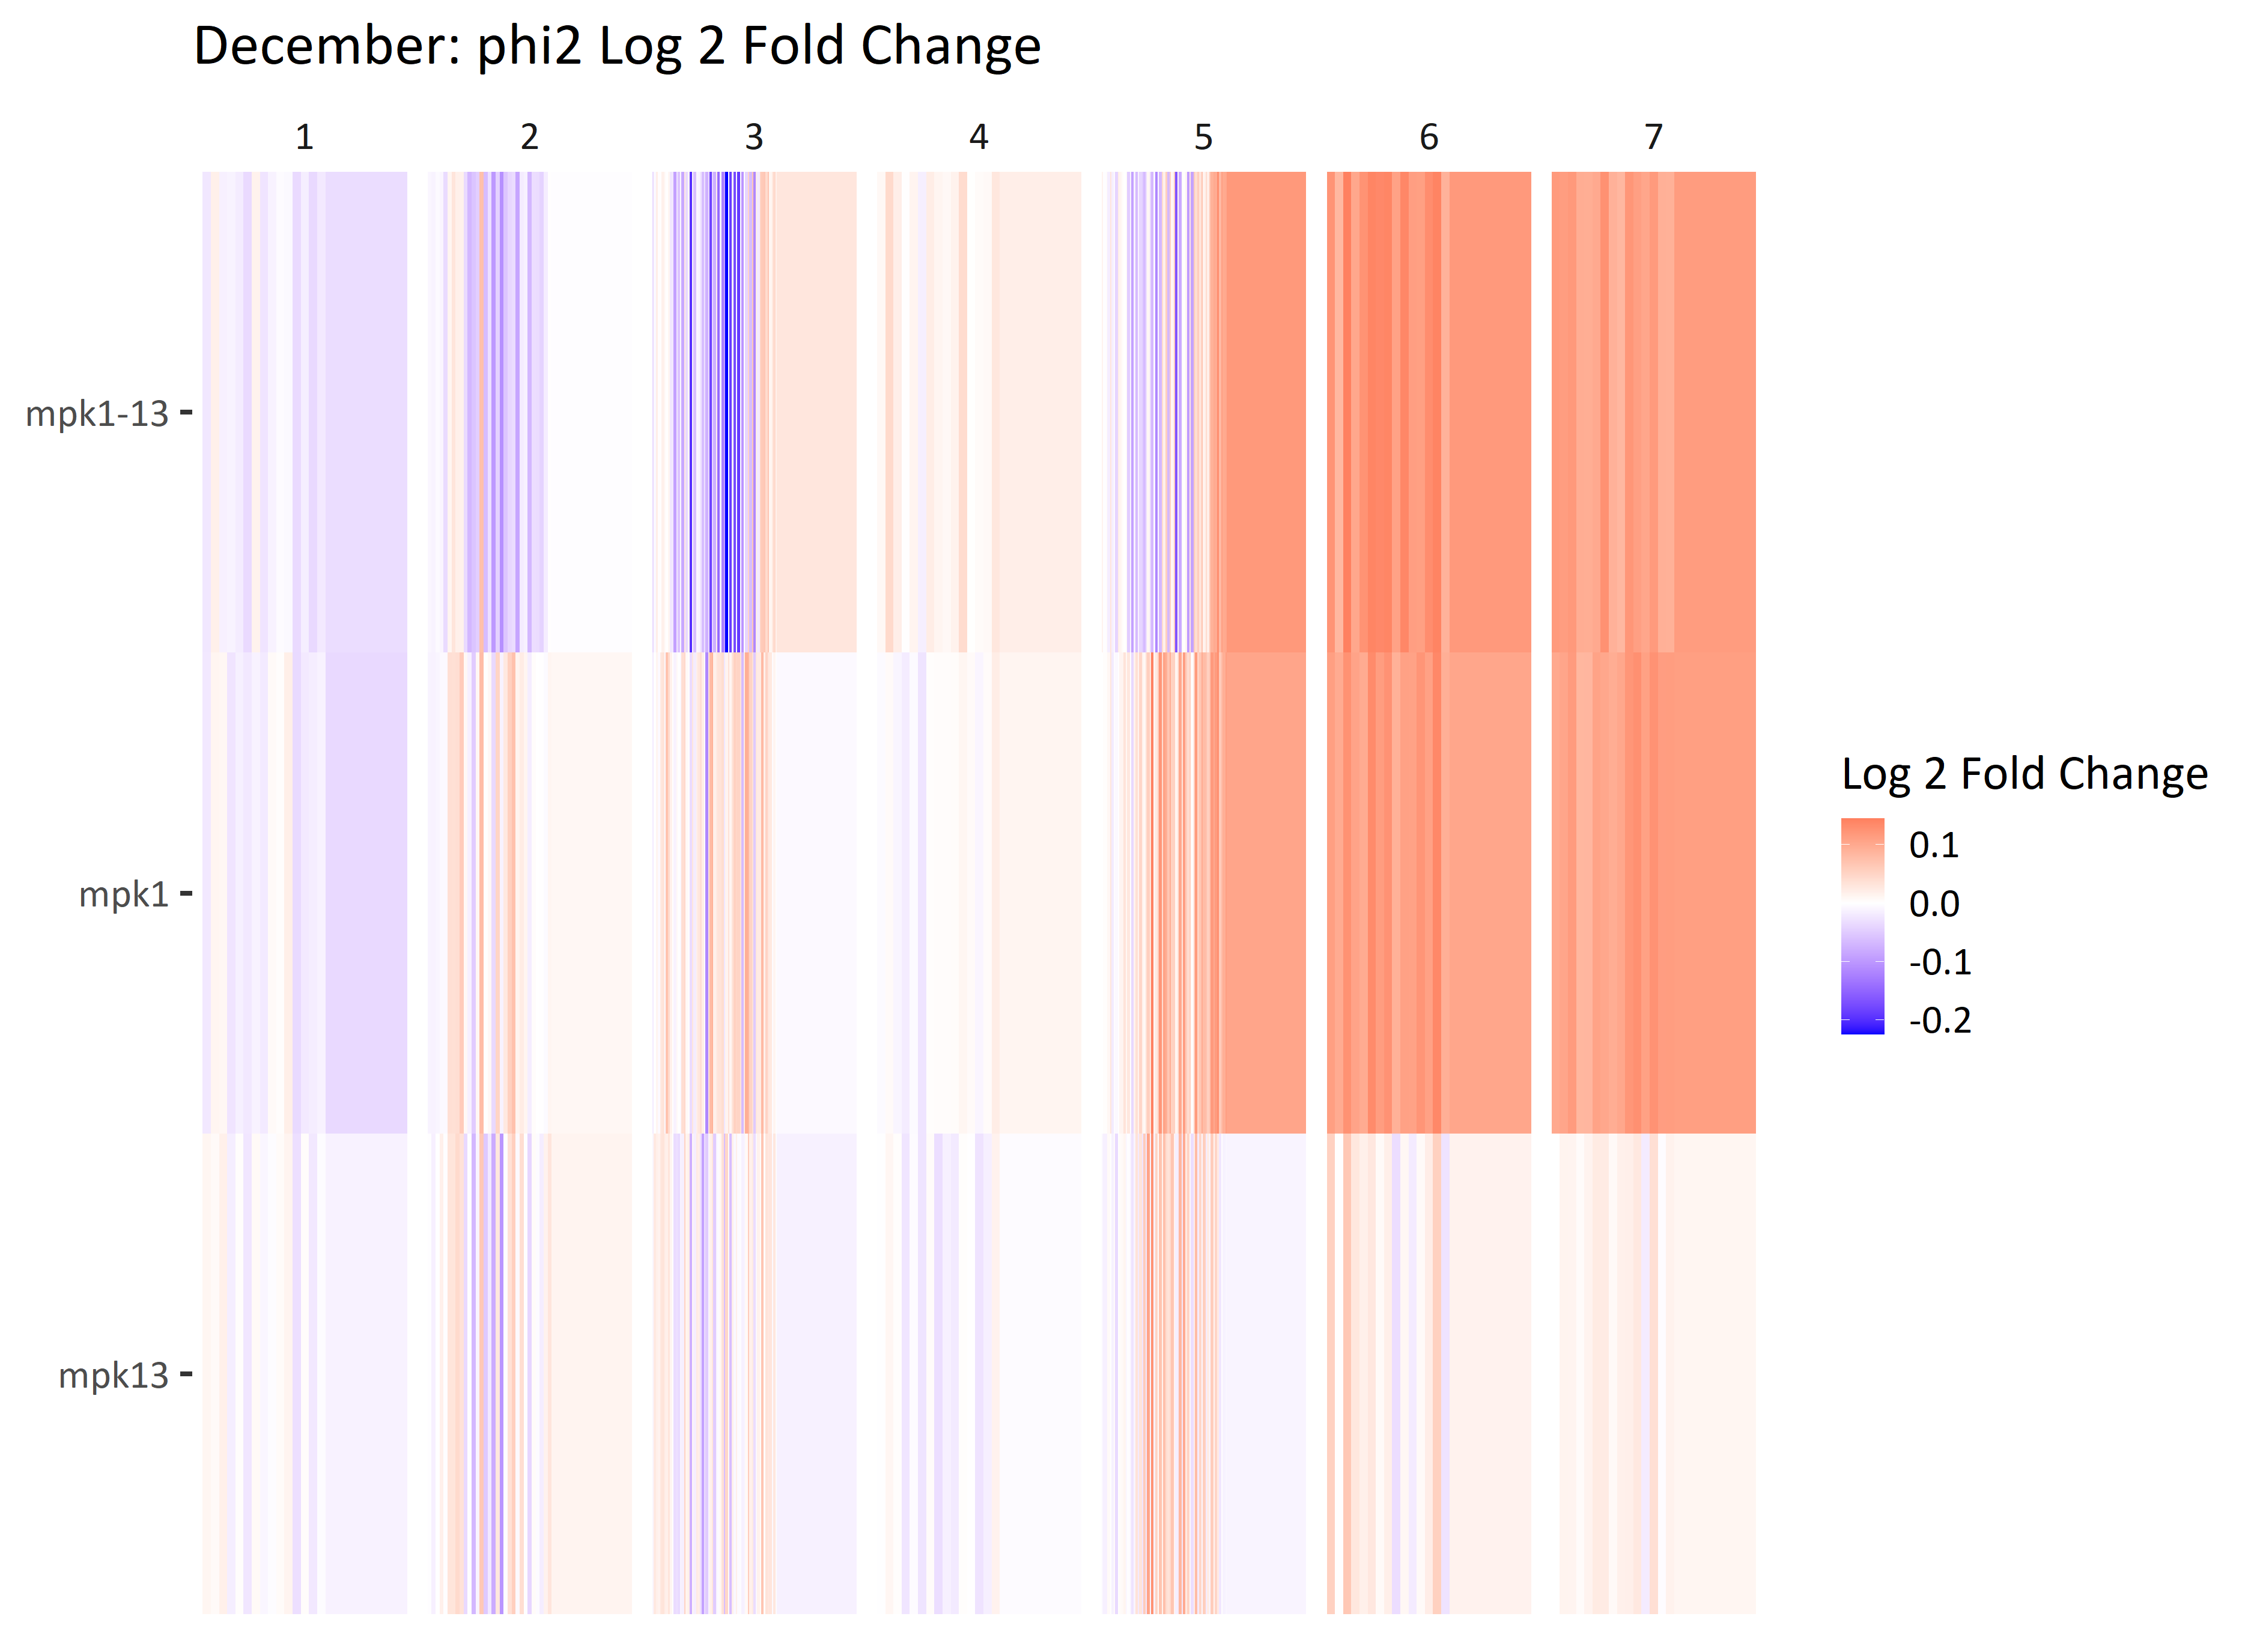 December: phi2 Log 2 Fold Change
1 2 3 4 5 6 7
mpk1-13
mpk1
mpk13
Log 2 Fold Change
0.1
0.0
-0.1
-0.2